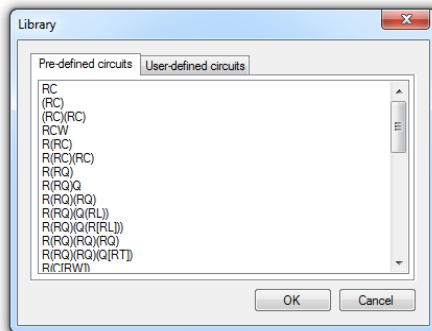 Library
Pre-defined circuits
User-defined circuits
RC
(RC)
(RC)(RC)
RCW
R(RC)
R(RC)(RC)
R(RQ)
R(RQ)Q
R(RQ)(RQ)
R(RQ)(Q(RL))
R(RQ)(Q(R[RL]))
R(RQ)(RQ)(RQ)
R(RQ)(RQ)(Q[RT])
R(C[RW])
OK
Cancel